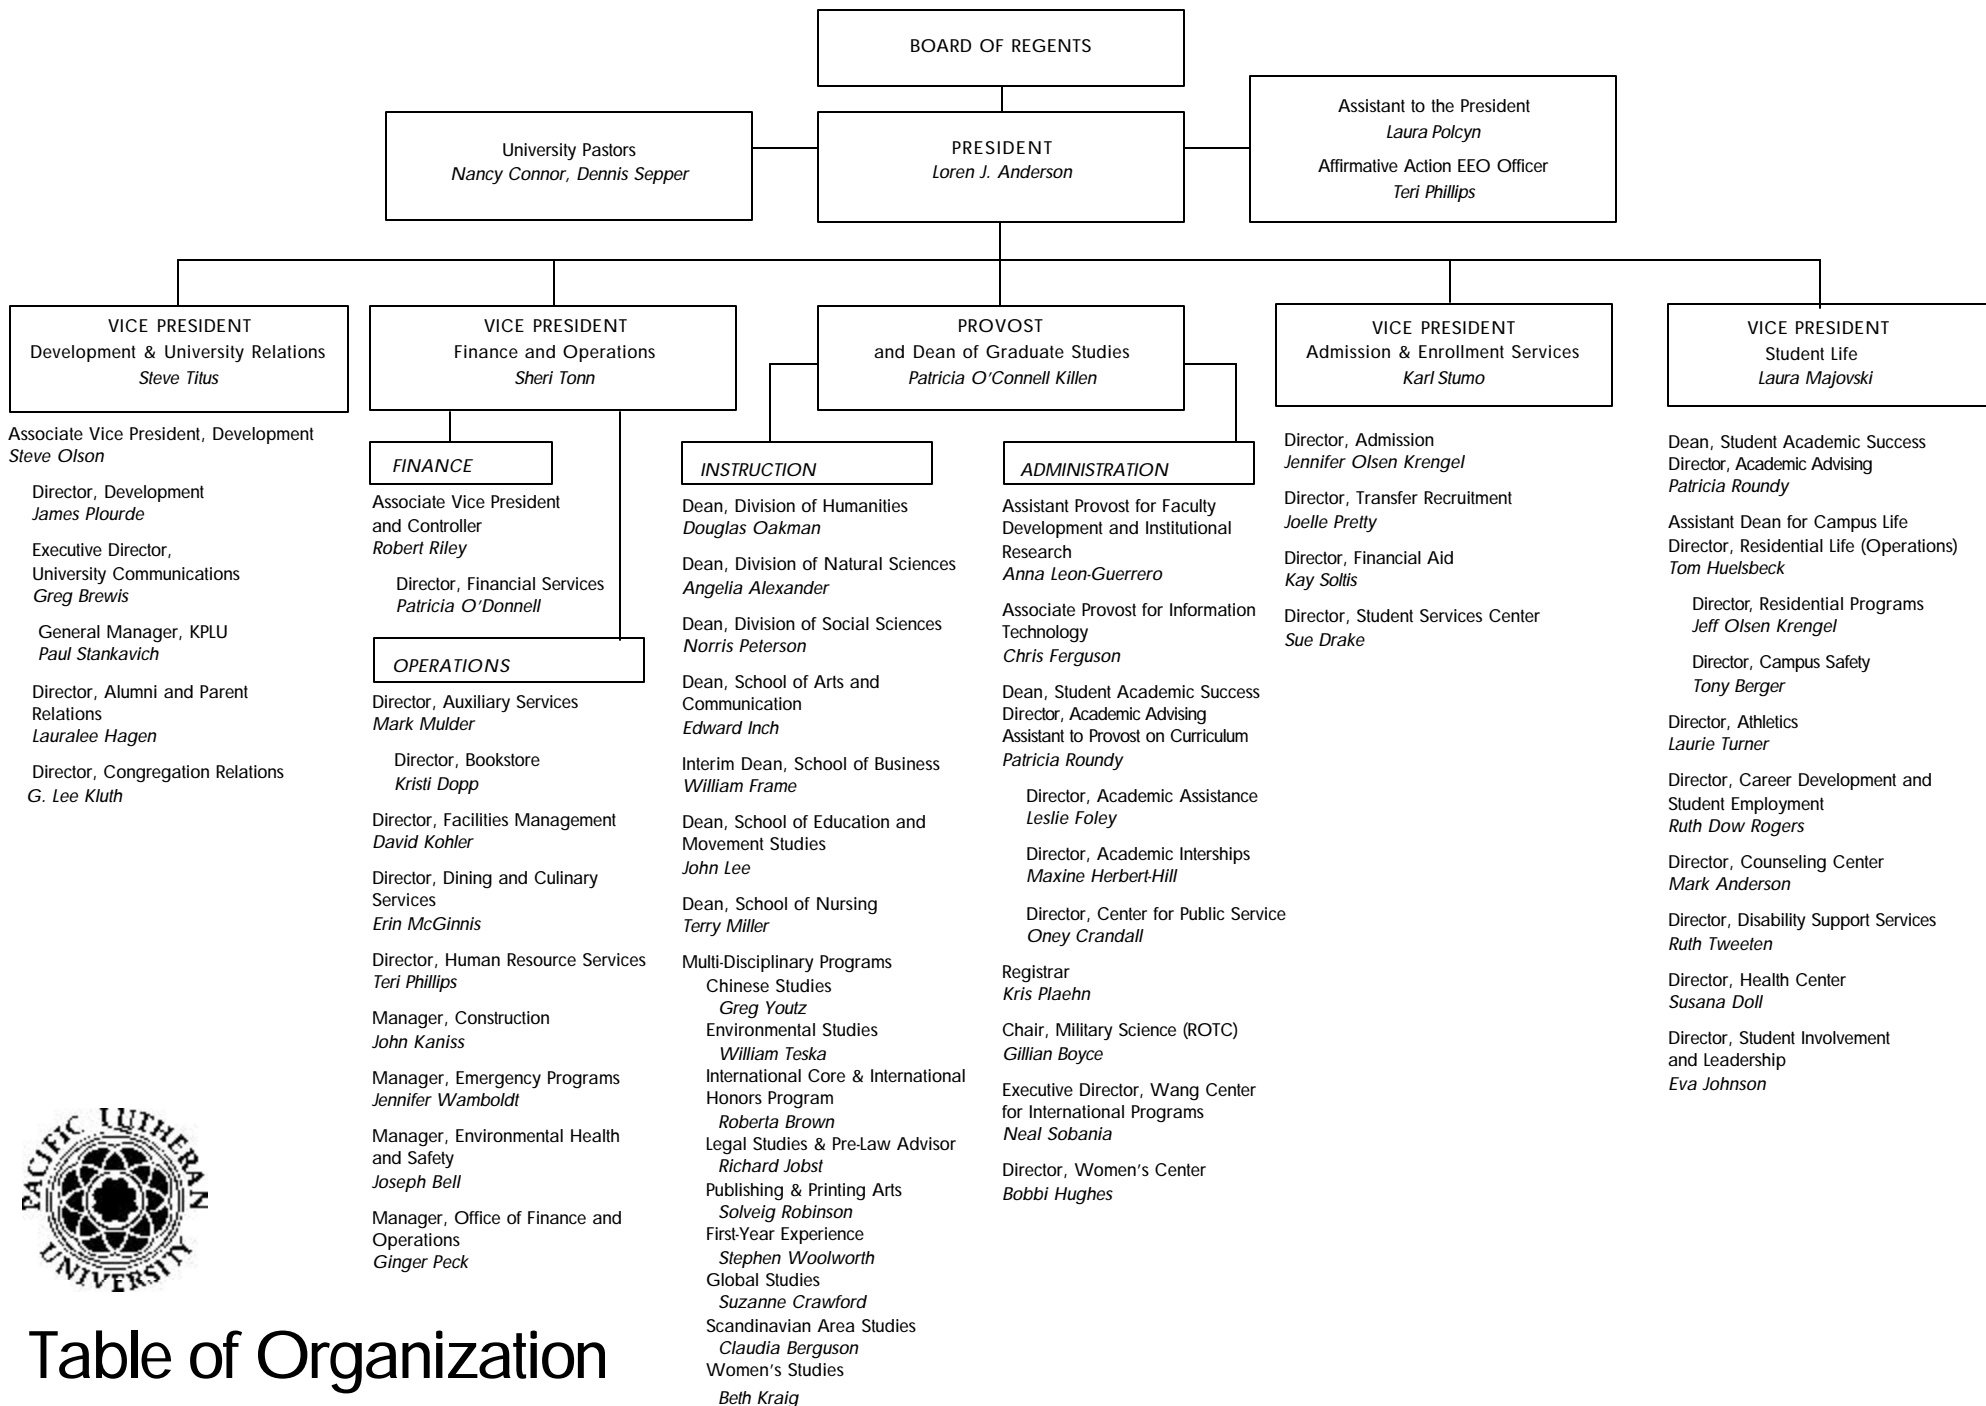 BOARD OF REGENTS
University Pastors
Nancy Connor, Dennis Sepper
PRESIDENT
Loren J. Anderson
Assistant to the President
Laura Polcyn
Affirmative Action EEO Officer
Teri Phillips
VICE PRESIDENT
Development & University Relations
Steve Titus
VICE PRESIDENT
Finance and Operations
Sheri Tonn
PROVOST
and Dean of Graduate Studies
Patricia O'Connell Killen
VICE PRESIDENT
Admission & Enrollment Services
Karl Stumo
VICE PRESIDENT
Student Life
Laura Majovski
Associate Vice President, Development
Steve Olson
Director, Development
James Plourde
Executive Director,
University Communications
Greg Brewis
General Manager, KPLU
Paul Stankavich
Director, Alumni and Parent
Relations
Lauralee Hagen
Director, Congregation Relations
G. Lee Kluth
FINANCE
Associate Vice President
and Controller
Robert Riley
Director, Financial Services
Patricia O'Donnell
OPERATIONS
Director, Auxiliary Services
Mark Mulder
Director, Bookstore
Kristi Dopp
Director, Facilities Management
David Kohler
Director, Dining and Culinary
Services
Erin McGinnis
Director, Human Resource Services
Teri Phillips
Manager, Construction
John Kaniss
Manager, Emergency Programs
Jennifer Wamboldt
Manager, Environmental Health
and Safety
Joseph Bell
Manager, Office of Finance and
Operations
Ginger Peck
INSTRUCTION
Dean, Division of Humanities
Douglas Oakman
Dean, Division of Natural Sciences
Angelia Alexander
Dean, Division of Social Sciences
Norris Peterson
Dean, School of Arts and
Communication
Edward Inch
Interim Dean, School of Business
William Frame
Dean, School of Education and
Movement Studies
John Lee
Dean, School of Nursing
Terry Miller
Multi-Disciplinary Programs
Chinese Studies
Greg Youtz
Environmental Studies
William Teska
International Core & International
Honors Program
Roberta Brown
Legal Studies & Pre-Law Advisor
Richard Jobst
Publishing & Printing Arts
Solveig Robinson
First-Year Experience
Stephen Woolworth
Global Studies
Suzanne Crawford
Scandinavian Area Studies
Claudia Berguson
Women's Studies
Beth Kraig
ADMINISTRATION
Assistant Provost for Faculty
Development and Institutional
Research
Anna Leon-Guerrero
Associate Provost for Information
Technology
Chris Ferguson
Dean, Student Academic Success
Director, Academic Advising
Assistant to Provost on Curriculum
Patricia Roundy
Director, Academic Assistance
Leslie Foley
Director, Academic Interships
Maxine Herbert-Hill
Director, Center for Public Service
Oney Crandall
Registrar
Kris Plaehn
Chair, Military Science (ROTC)
Gillian Boyce
Executive Director, Wang Center
for International Programs
Neal Sobania
Director, Women's Center
Bobbi Hughes
Director, Admission
Jennifer Olsen Krengel
Director, Transfer Recruitment
Joelle Pretty
Director, Financial Aid
Kay Soltis
Director, Student Services Center
Sue Drake
Dean, Student Academic Success
Director, Academic Advising
Patricia Roundy
Assistant Dean for Campus Life
Director, Residential Life (Operations)
Tom Huelsbeck
Director, Residential Programs
Jeff Olsen Krengel
Director, Campus Safety
Tony Berger
Director, Athletics
Laurie Turner
Director, Career Development and
Student Employment
Ruth Dow Rogers
Director, Counseling Center
Mark Anderson
Director, Disability Support Services
Ruth Tweeten
Director, Health Center
Susana Doll
Director, Student Involvement
and Leadership
Eva Johnson
PACIFIC LUTHERAN
UNIVERSITY
Table of Organization